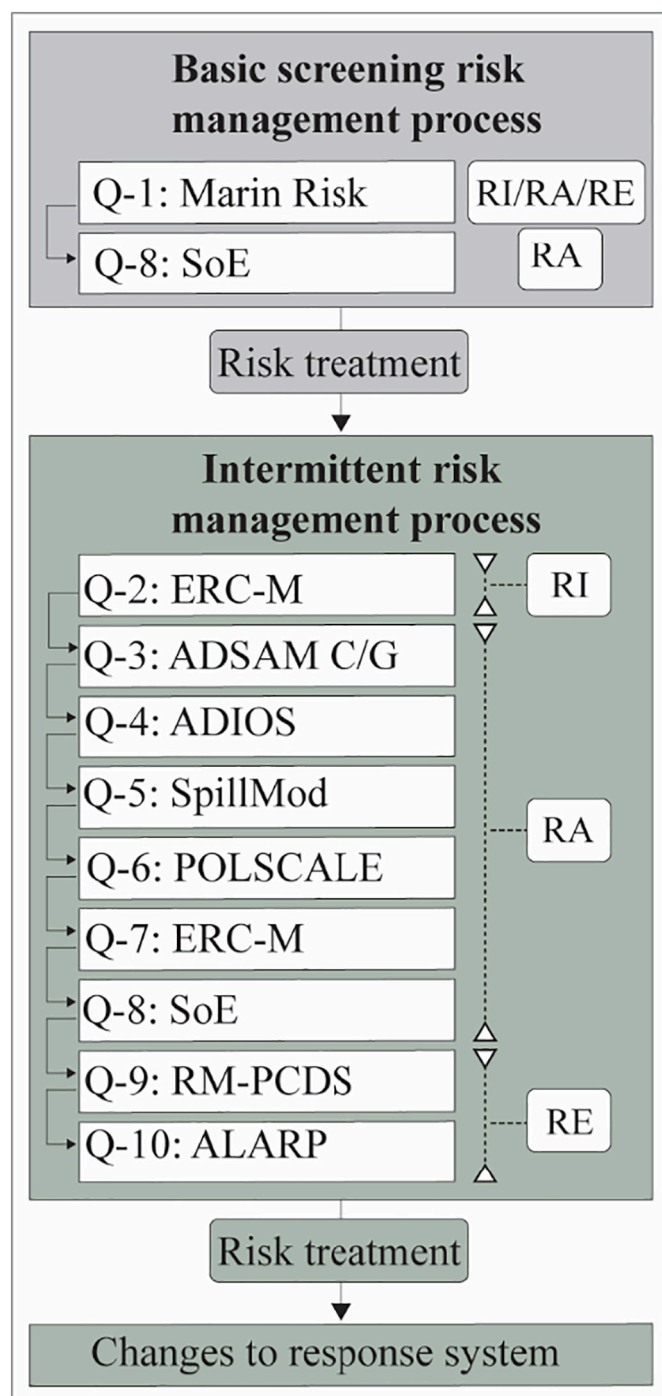 Basic screening risk
management process
Q-1: Marin Risk
RI/RA/RE
Q-8: SoE
RA
Risk treatment
Intermittent risk
management process
Q-2: ERC-M
RI
Q-3: ADSAM C/G
Q-4: ADIOS
Q-5: SpillMod
RA
Q-6: POLSCALE
Q-7: ERC-M
Q-8: SoE
Q-9: RM-PCDS
RE
Q-10: ALARP
Risk treatment
Changes to response system